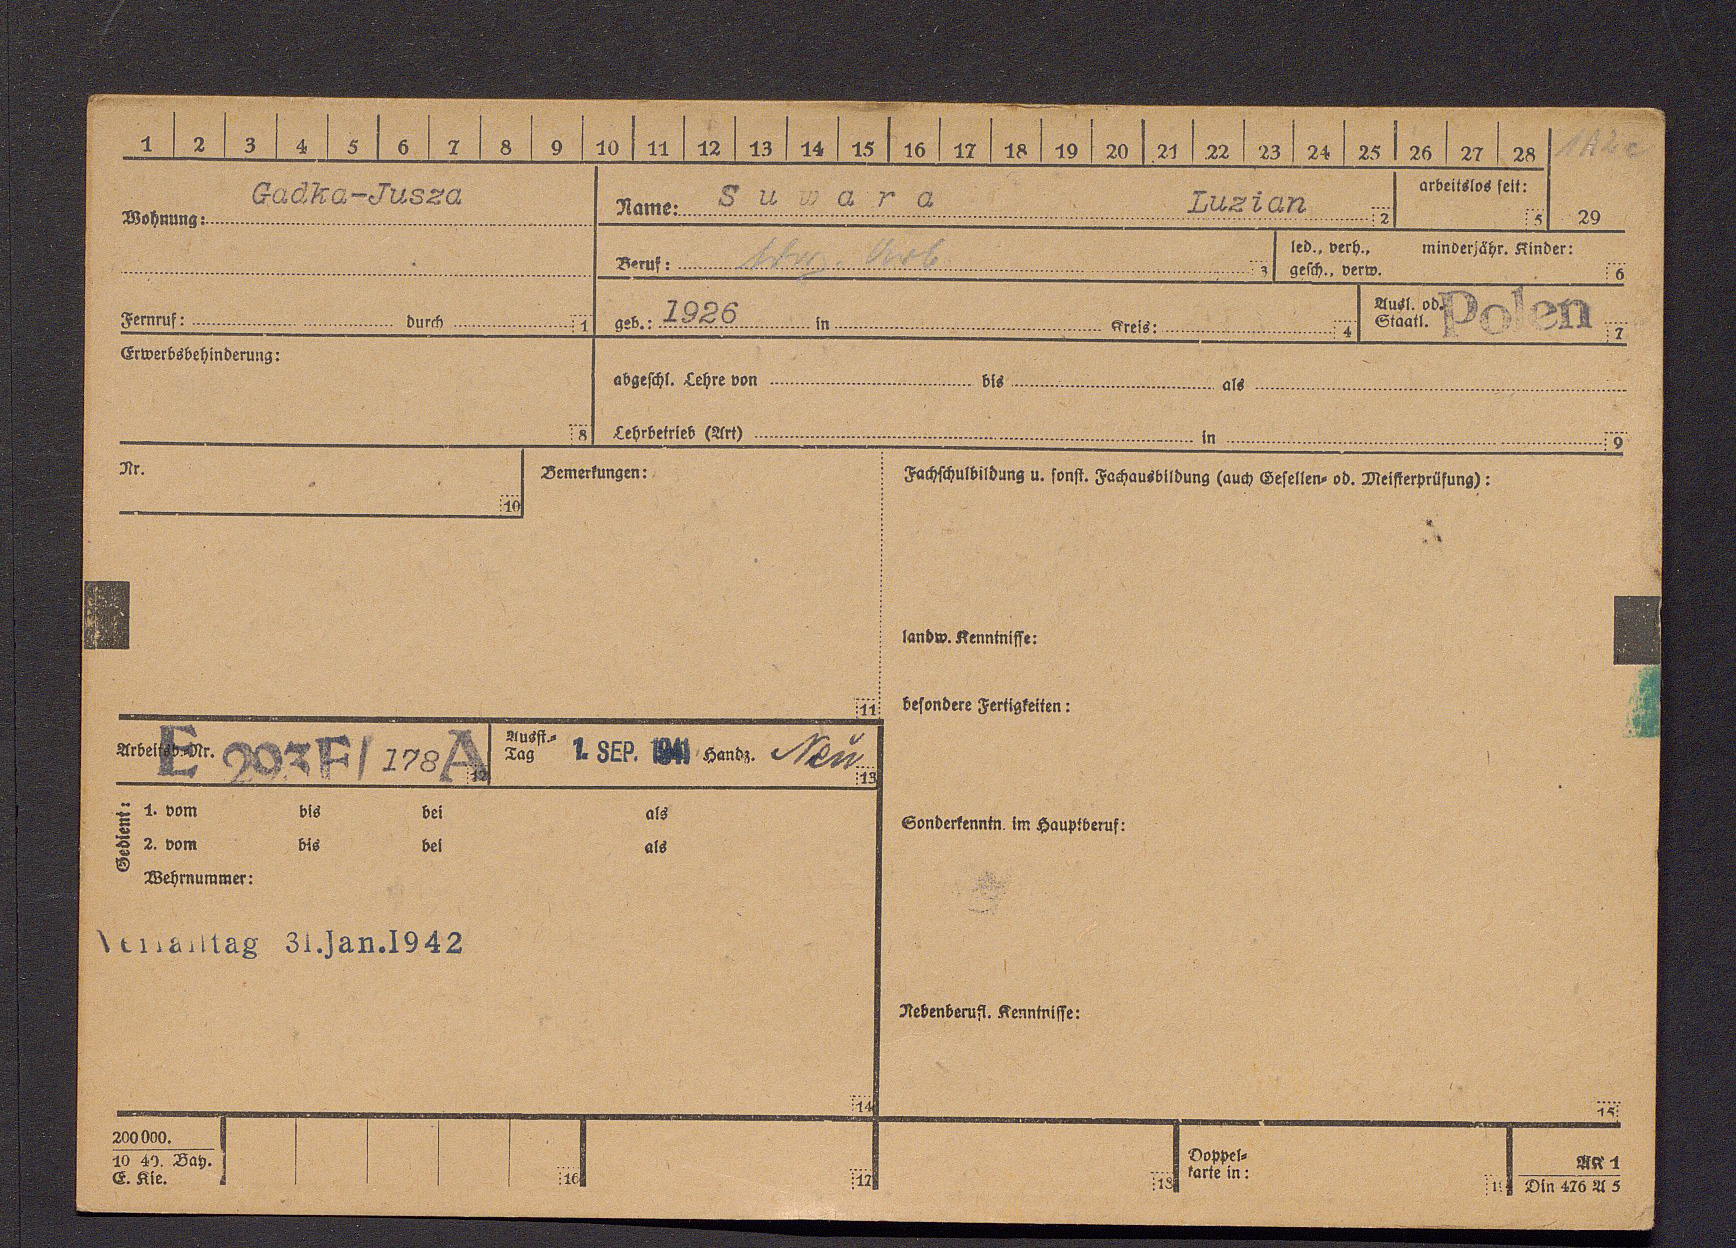 1 2 3 4 5 6 7 8 9 10 11 12 13 14 15 16 17 18 19 20 21 22 23 24 25 26 27 28
Wohnung: Gadka-Jusza
Name: Suwara Luzian 2
arbeitslos seit: 5
29
Beruf: 3
led., verh., gesch., verw.
minderjähr. Kinder: 6
Fernruf: durch 1
geb.: 1926 in Kreis: 4
Ausl. od. Staatl. Polen 7
Erwerbsbehinderung: 8
abgeschl. Lehre von bis als
Lehrbetrieb (Art) in 9
Nr. 10
Bemerkungen: 11
Fachschulbildung u. sonst. Fachausbildung (auch Gesellen- od. Meisterprüfung):
landw. Kenntnisse:
besondere Fertigkeiten:
Arbeitsb.-Nr. E 203F/178A 12
Ausst.-Tag 1. SEP. 1941 Handz. Neu 13
Gedient:
1. vom bis bei als
2. vom bis bei als
Wehrnummer:
Sonderkenntn. im Hauptberuf:
Verfalltag 31.Jan.1942
Nebenberufl. Kenntnisse:
14
15
200000.
10 40. Bay.
E. Kie.
16
17
18
Doppel-
karte in:
19
AK 1
Din 476 A 5